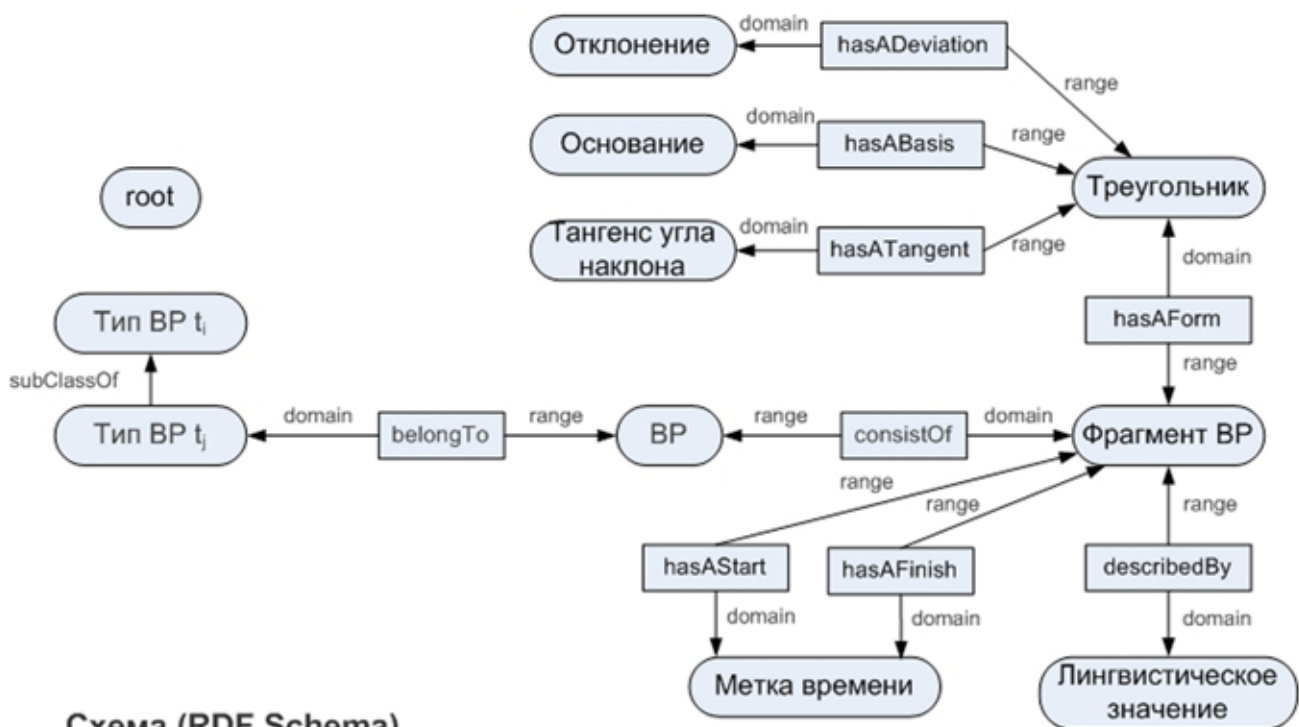 domain
Отклонение
hasADeviation
range
domain
Основание
hasABasis
range
Треугольник
root
Тангенс угла
наклона
domain
hasATangent
range
domain
Тип ВР tᵢ
hasAForm
subClassOf
range
Тип ВР tⱼ
domain
belongTo
range
ВР
range
consistOf
domain
Фрагмент ВР
range
range
range
hasAStart
hasAFinish
describedBy
domain
domain
domain
Метка времени
Лингвистическое
значение
Схема (RDF Schema)